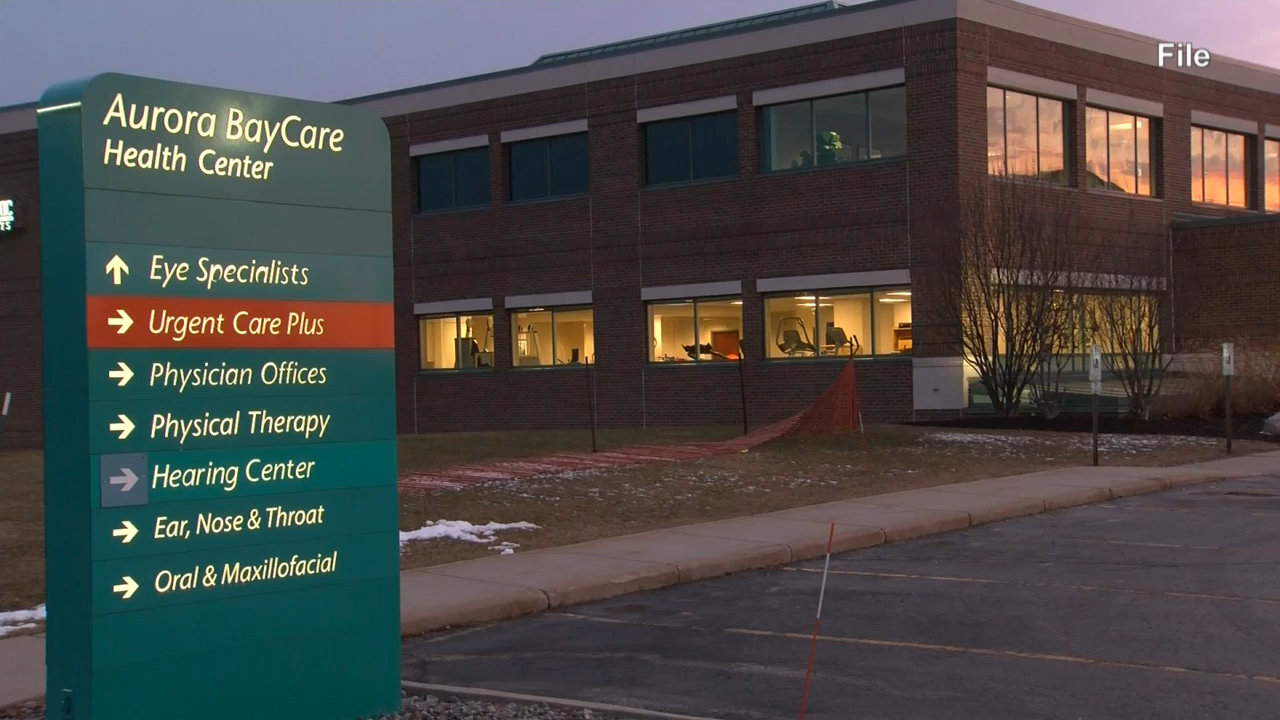 File
Aurora BayCare
Health Center
Eye Specialists
Urgent Care Plus
Physician Offices
Physical Therapy
Hearing Center
Ear, Nose & Throat
Oral & Maxillofacial